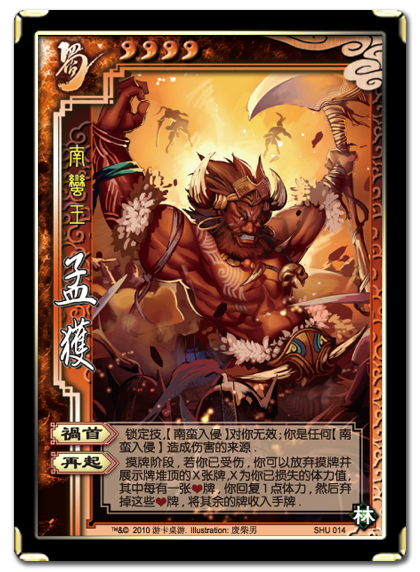 蜀
南蠻王
孟獲
禍首
锁定技,【南蛮入侵】对你无效;你是任何【南
蛮入侵】造成伤害的来源.
再起
摸牌阶段,若你已受伤,你可以放弃摸牌并
展示牌堆顶的X张牌,X为你已损失的体力值,
其中每有一张♥牌,你回复1点体力,然后弃
掉这些♥牌,将其余的牌收入手牌.
林
™&© 2010 游卡桌游. Illustration: 废柴男 SHU 014